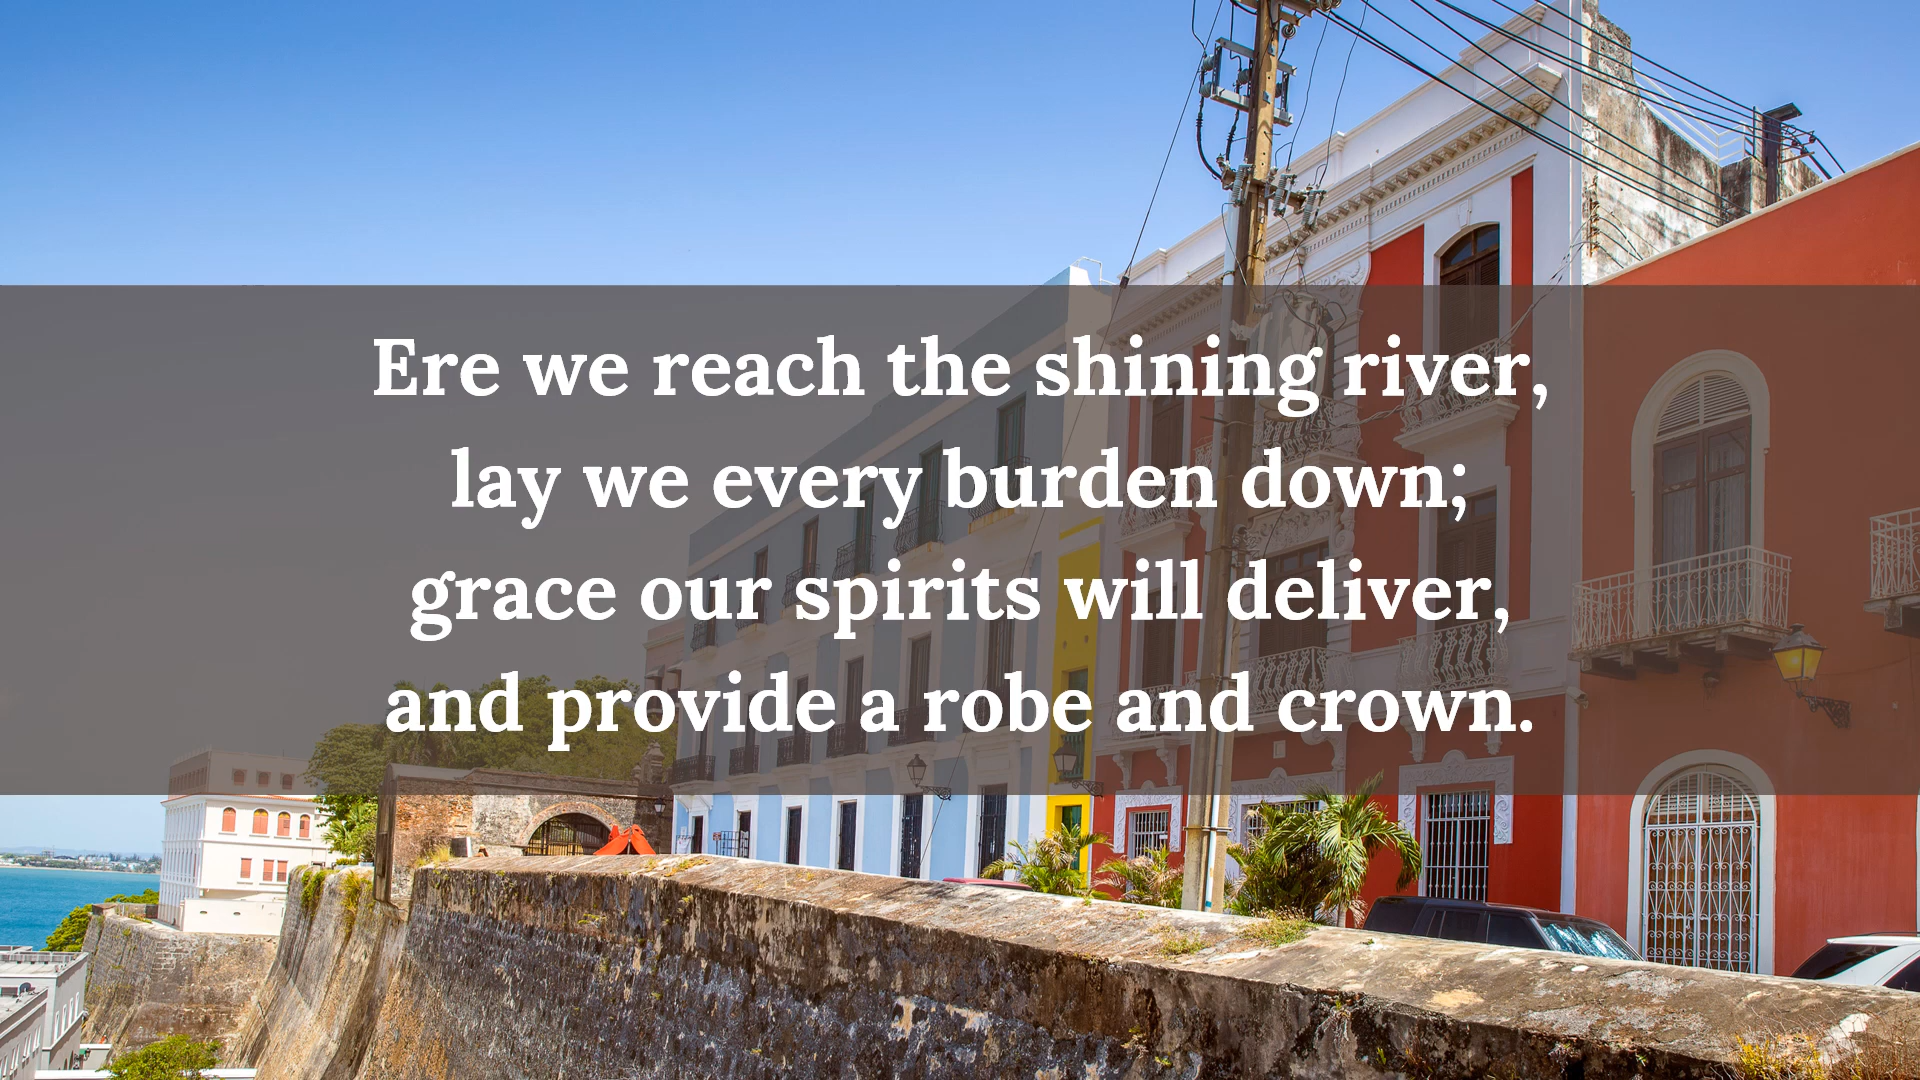 Ere we reach the shining river,
lay we every burden down;
grace our spirits will deliver,
and provide a robe and crown.